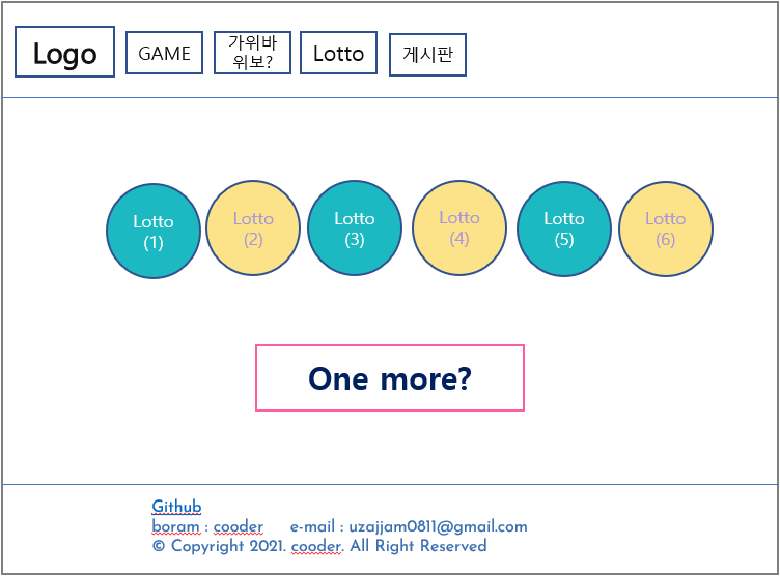 Logo
GAME
가위바
위보?
Lotto
게시판
Lotto
(1)
Lotto
(2)
Lotto
(3)
Lotto
(4)
Lotto
(5)
Lotto
(6)
One more?
Github
boram : cooder e-mail : uzajjam0811@gmail.com
© Copyright 2021. cooder. All Right Reserved